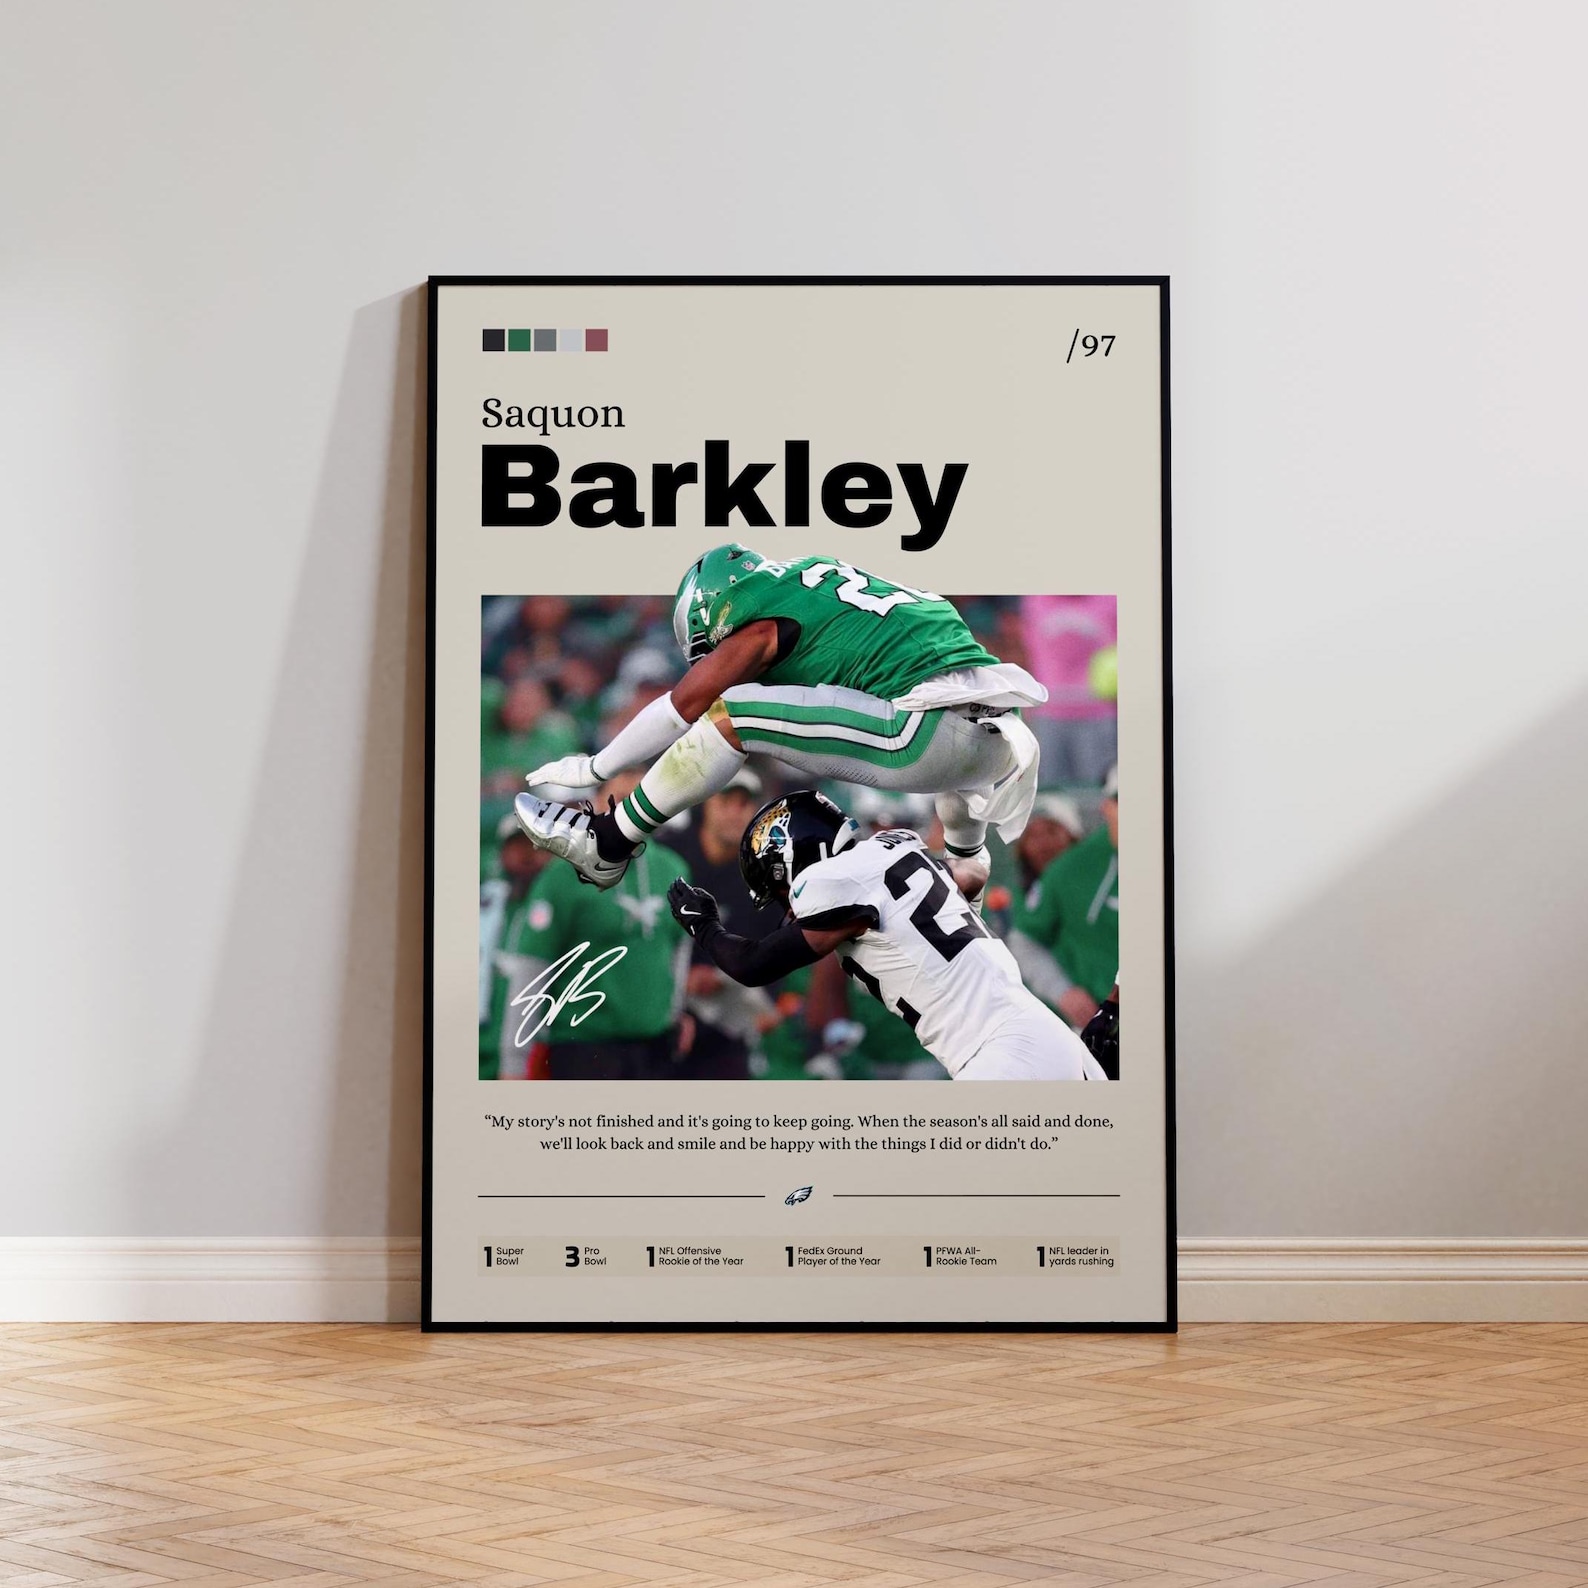 /97
Saquon
Barkley
“My story's not finished and it's going to keep going. When the season's all said and done,
we'll look back and smile and be happy with the things I did or didn't do.”
1 Super
Bowl
3 Pro
Bowl
1 NFL Offensive
Rookie of the Year
1 FedEx Ground
Player of the Year
1 PFWA All-
Rookie Team
1 NFL leader in
yards rushing